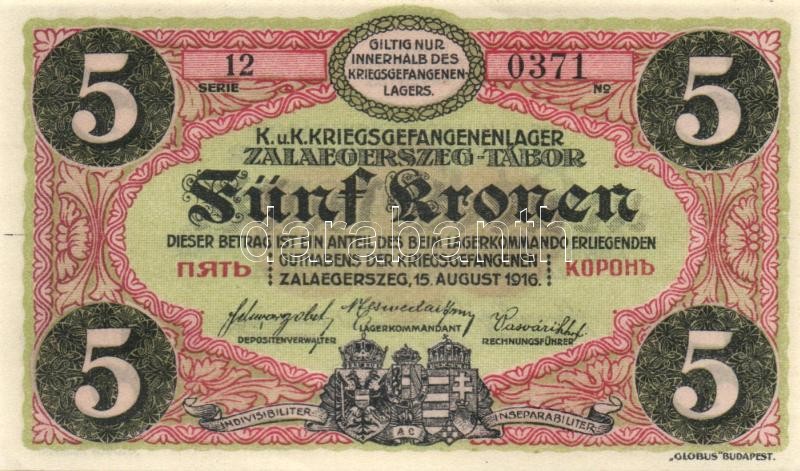 5 5
GILTIG NUR
INNERHALB DES
KRIEGSGEFANGENEN-
LAGERS.
12
SERIE
0371
No
K.u.K.KRIEGSGEFANGENENLAGER
ZALAEGERSZEG-TÁBOR
Fünf Kronen
darabanth
DIESER BETRAG IST EIN ANTEIL DES BEIM LAGERKOMMANDO ERLIEGENDEN
GUTHABENS DER KRIEGSGEFANGENEN
ПЯТЬ КОРОНЪ
ZALAEGERSZEG, 15. AUGUST 1916.
DEPOSITENVERWALTER
LAGERKOMMANDANT
RECHNUNGSFÜHRER
5 5
INDIVISIBILITER AC INSEPARABILITER
„GLOBUS" BUDAPEST.